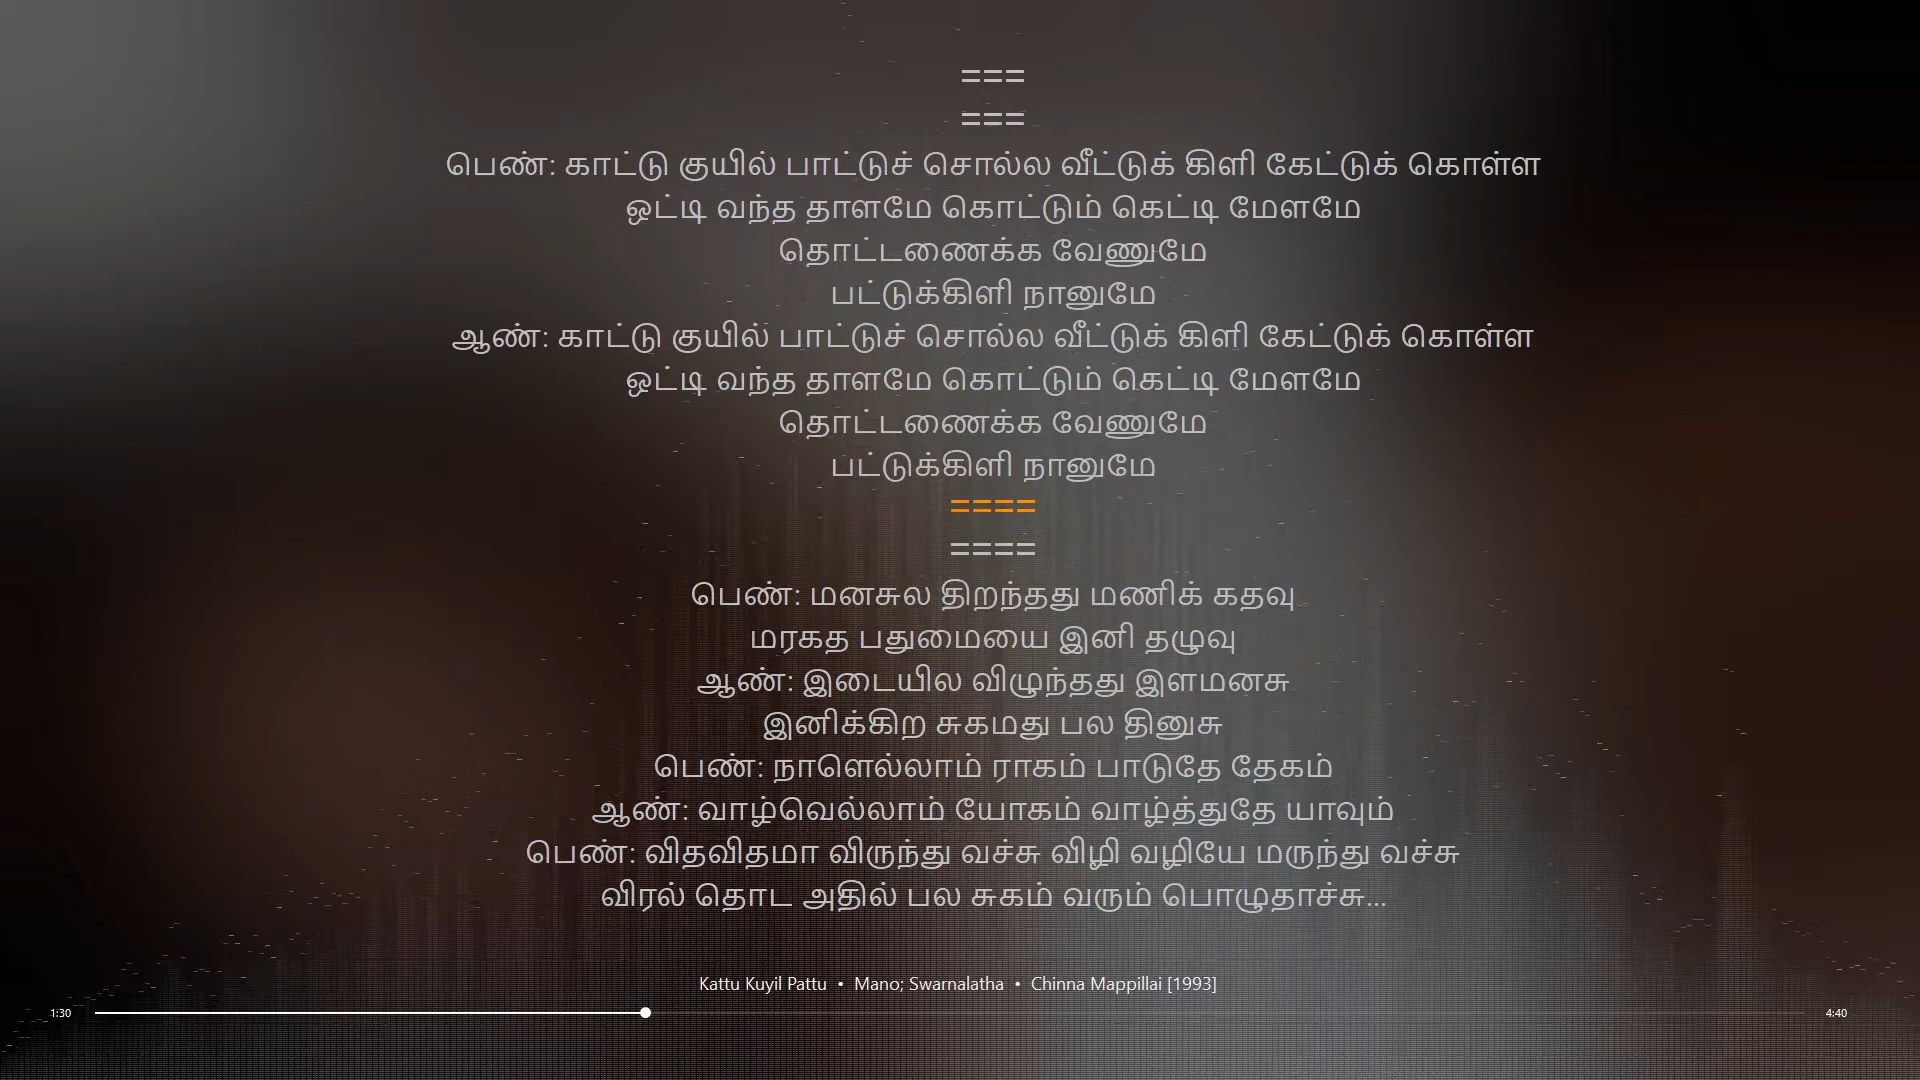 ===
===
பெண்: காட்டு குயில் பாட்டுச் சொல்ல வீட்டுக் கிளி கேட்டுக் கொள்ள
ஒட்டி வந்த தாளமே கொட்டும் கெட்டி மேளமே
தொட்டணைக்க வேணுமே
பட்டுக்கிளி நானுமே
ஆண்: காட்டு குயில் பாட்டுச் சொல்ல வீட்டுக் கிளி கேட்டுக் கொள்ள
ஒட்டி வந்த தாளமே கொட்டும் கெட்டி மேளமே
தொட்டணைக்க வேணுமே
பட்டுக்கிளி நானுமே
====
====
பெண்: மனசுல திறந்தது மணிக் கதவு
மரகத பதுமையை இனி தழுவு
ஆண்: இடையில விழுந்தது இளமனசு
இனிக்கிற சுகமது பல தினுசு
பெண்: நாளெல்லாம் ராகம் பாடுதே தேகம்
ஆண்: வாழ்வெல்லாம் யோகம் வாழ்த்துதே யாவும்
பெண்: விதவிதமா விருந்து வச்சு விழி வழியே மருந்து வச்சு
விரல் தொட அதில் பல சுகம் வரும் பொழுதாச்சு...
Kattu Kuyil Pattu • Mano; Swarnalatha • Chinna Mappillai [1993]
1:30 4:40